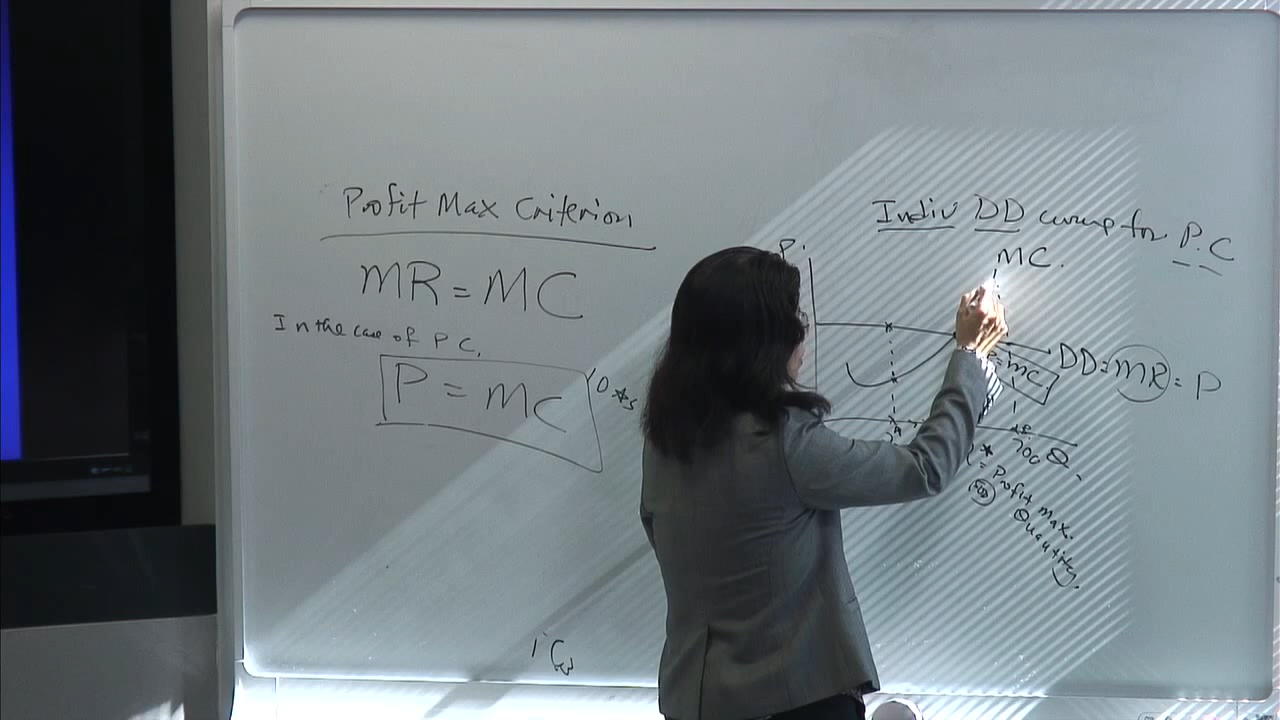 Profit Max Criterion
MR = MC
In the case of P C,
P = MC
Indiv DD curve for P.C
P.
MC.
= MC.
DD = MR = P
700 Q
* = Profit Max.
Quantity.